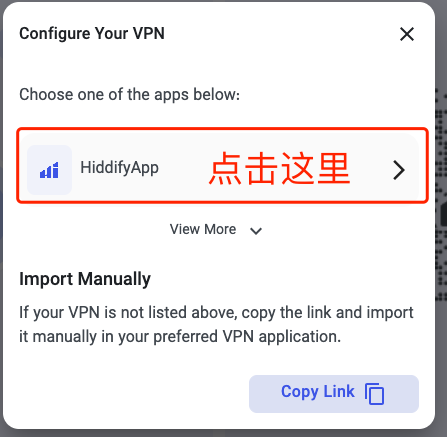 Configure Your VPN
Choose one of the apps below:
HiddifyApp 点击这里
View More
Import Manually
If your VPN is not listed above, copy the link and import
it manually in your preferred VPN application.
Copy Link